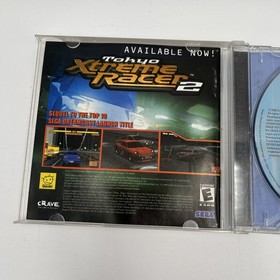 AVAILABLE NOW!
Tokyo
Xtreme
Racer 2
SEQUEL TO THE TOP 10
SEGA DREAMCAST LAUNCH TITLE
CRAVE
E
SEGA